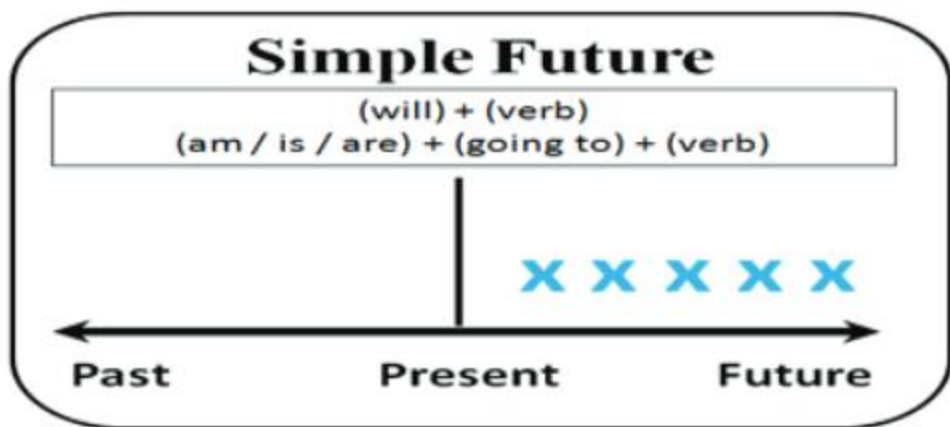 Simple Future
(will) + (verb)
(am / is / are) + (going to) + (verb)
X X X X X
Past Present Future